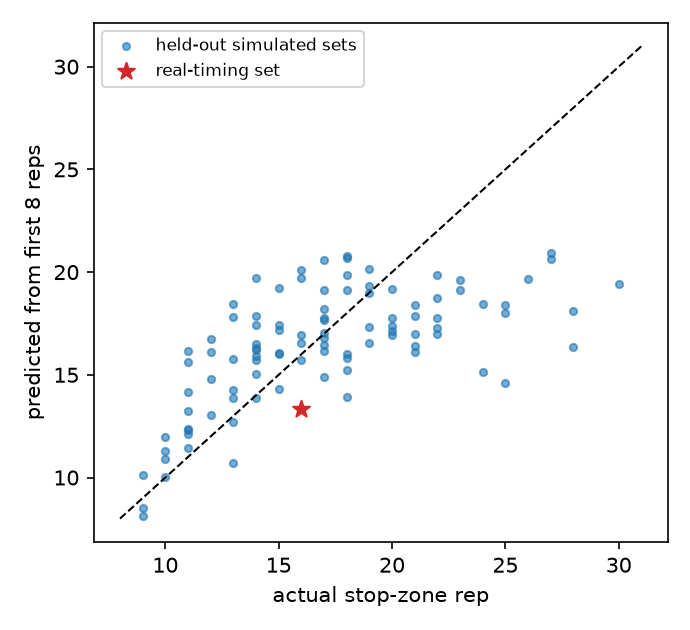 held-out simulated sets
real-timing set
predicted from first 8 reps
30
25
20
15
10
10 15 20 25 30
actual stop-zone rep